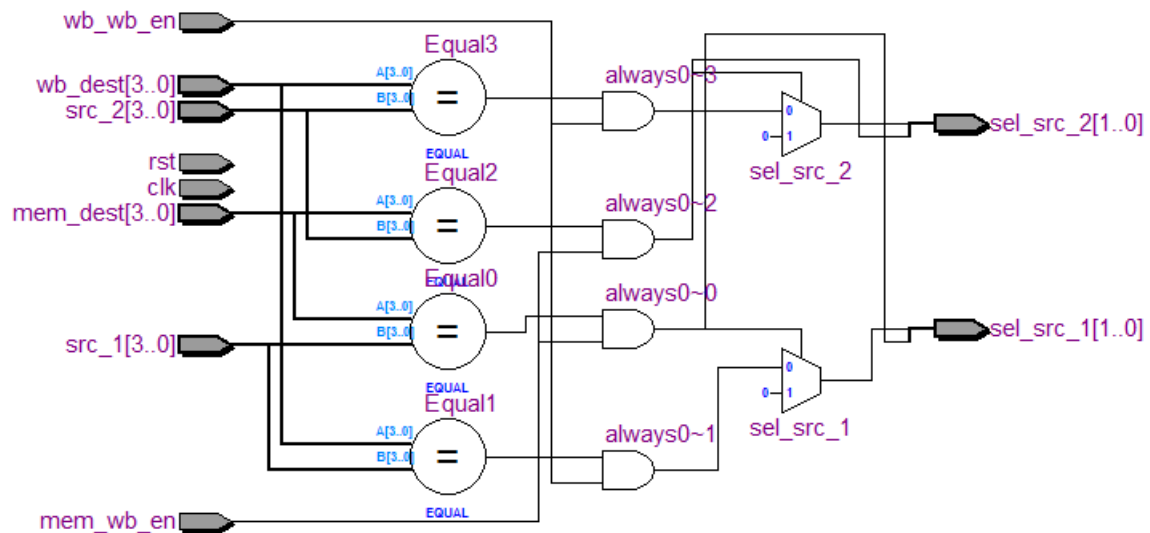 wb_wb_en
Equal3
wb_dest[3..0]
A[3..0]
always0~3
src_2[3..0]
B[3..0]
=
0
0 1
sel_src_2[1..0]
EQUAL
rst
Equal2
sel_src_2
clk
mem_dest[3..0]
A[3..0]
always0~2
B[3..0]
=
EQUAL
Equal0
always0~0
A[3..0]
src_1[3..0]
B[3..0]
=
sel_src_1[1..0]
0
EQUAL
Equal1
0 1
sel_src_1
A[3..0]
always0~1
B[3..0]
=
EQUAL
mem_wb_en